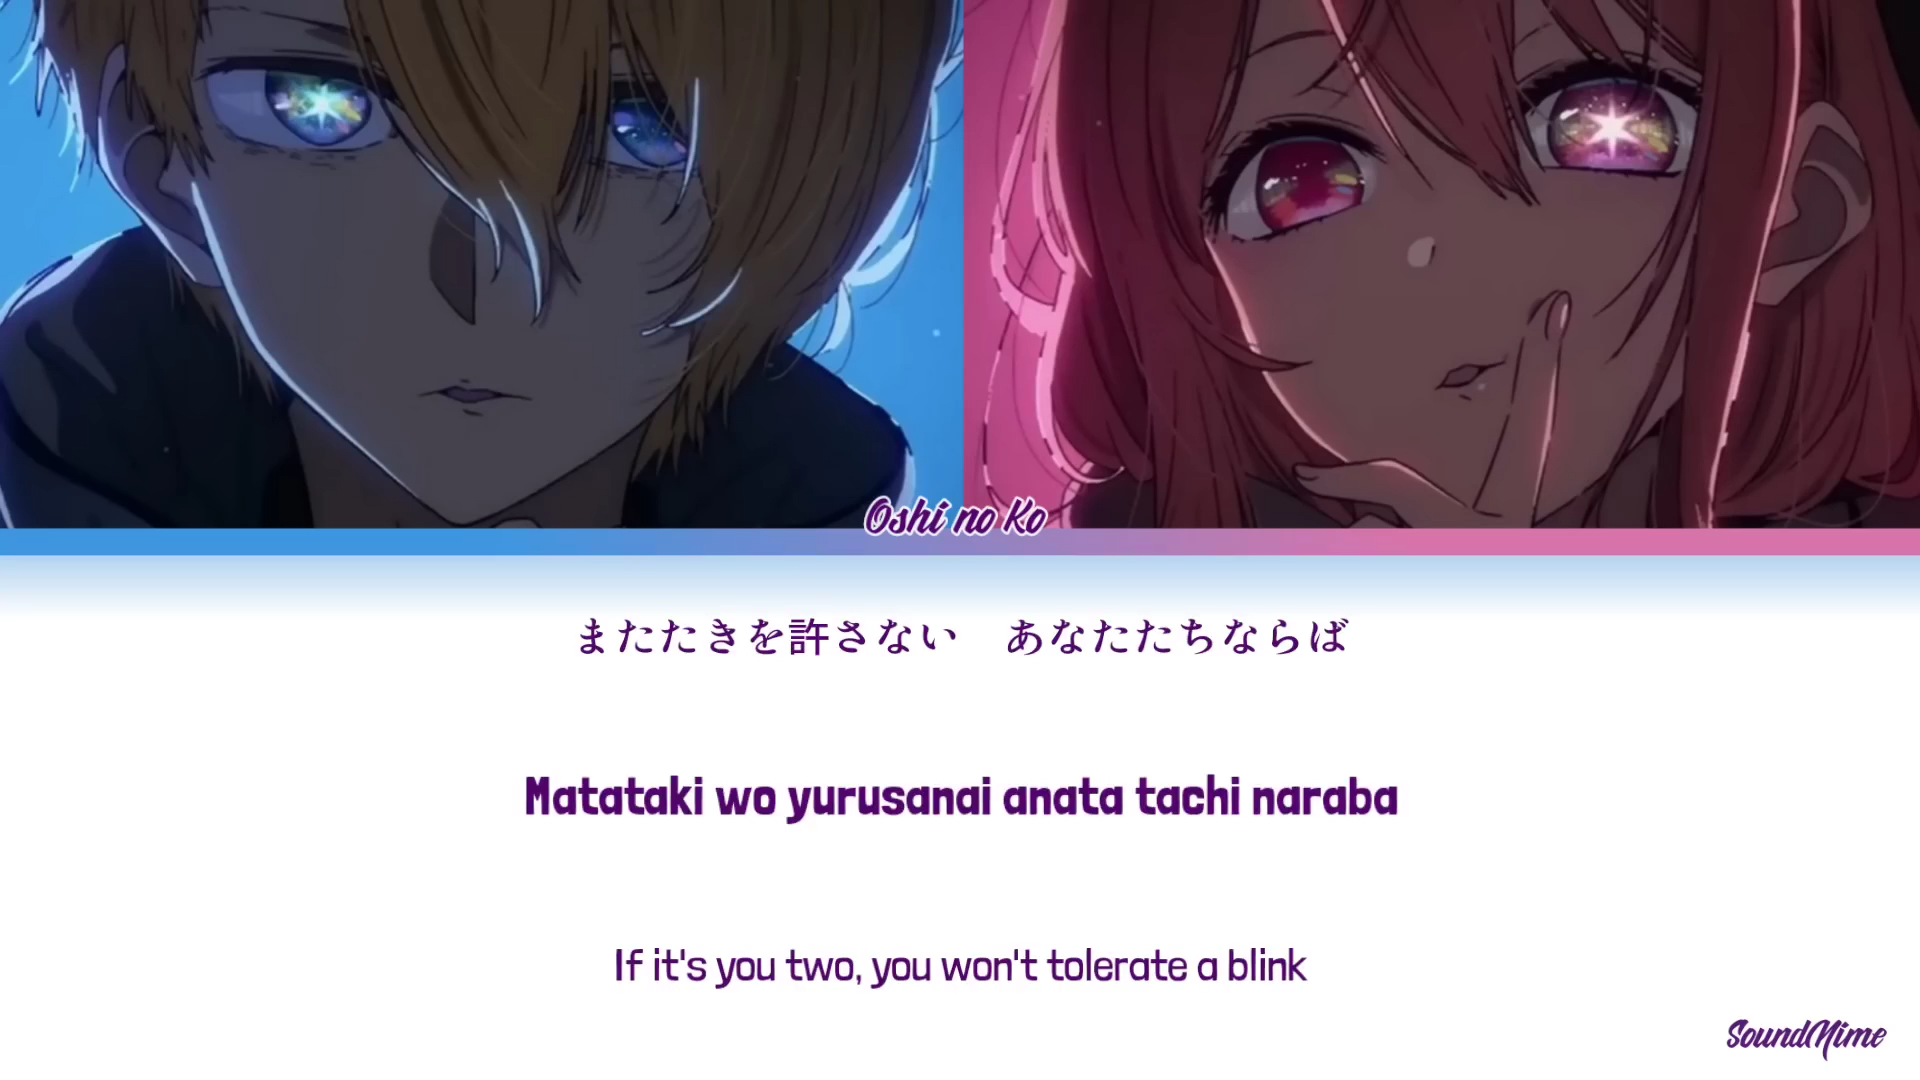 Oshi no Ko
またたきを許さない　あなたたちならば
Matataki wo yurusanai anata tachi naraba
If it's you two, you won't tolerate a blink
SoundNime